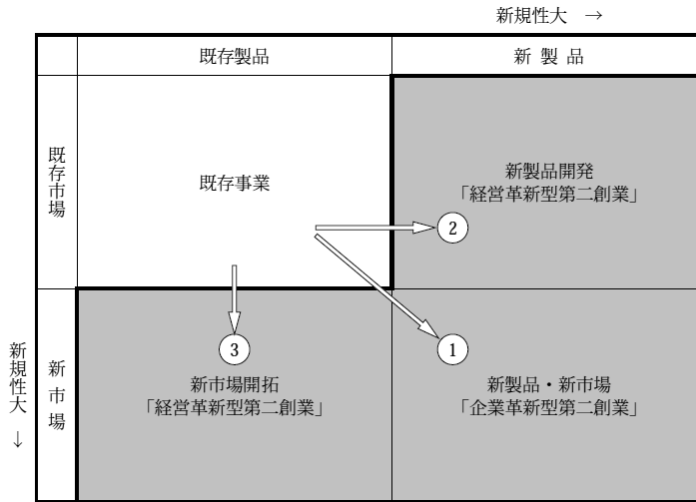 新規性大 →
既存製品
新製品
既存市場
既存事業
新製品開発
「経営革新型第二創業」
②
新規性大 →
新市場
③
新市場開拓
「経営革新型第二創業」
①
新製品・新市場
「企業革新型第二創業」